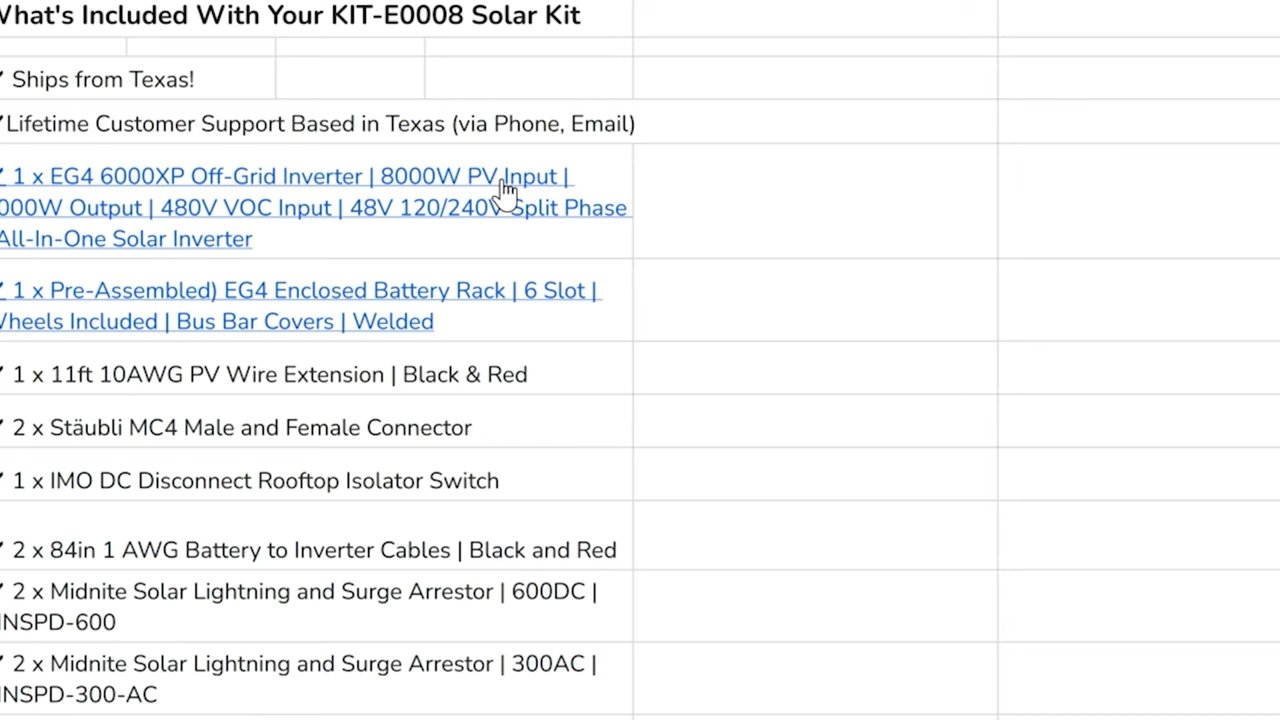 What's Included With Your KIT-E0008 Solar Kit
Ships from Texas!
Lifetime Customer Support Based in Texas (via Phone, Email)
1 x EG4 6000XP Off-Grid Inverter | 8000W PV Input |
000W Output | 480V VOC Input | 48V 120/240V Split Phase
All-In-One Solar Inverter
1 x Pre-Assembled) EG4 Enclosed Battery Rack | 6 Slot |
Wheels Included | Bus Bar Covers | Welded
1 x 11ft 10AWG PV Wire Extension | Black & Red
2 x Stäubli MC4 Male and Female Connector
1 x IMO DC Disconnect Rooftop Isolator Switch
2 x 84in 1 AWG Battery to Inverter Cables | Black and Red
2 x Midnite Solar Lightning and Surge Arrestor | 600DC |
NSPD-600
2 x Midnite Solar Lightning and Surge Arrestor | 300AC |
NSPD-300-AC